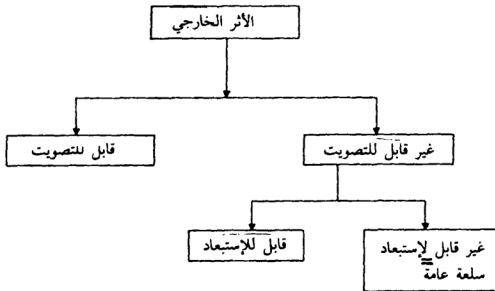 الأثر الخارجي
غير قابل للتصويت
قابل للتصويت
غير قابل لإستبعاد
سلعة عامة
قابل للإستبعاد